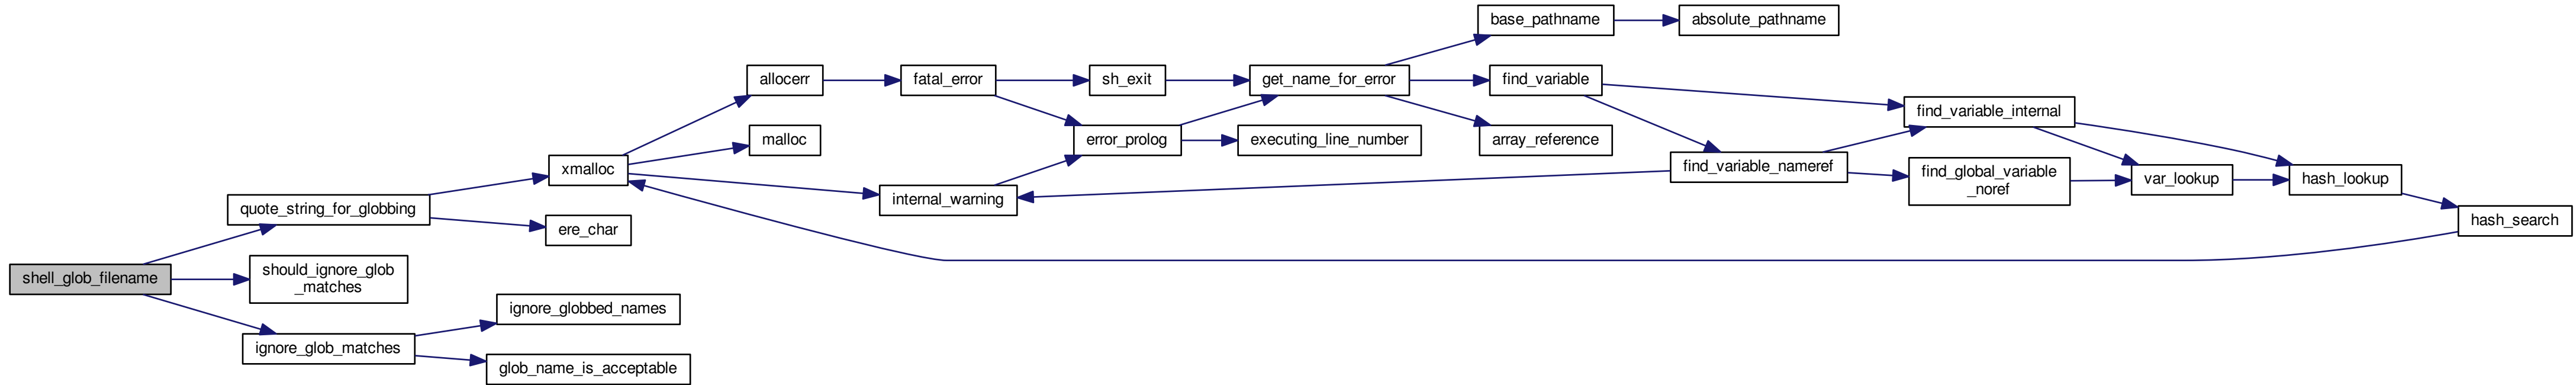 base_pathname
absolute_pathname
allocerr
fatal_error
sh_exit
get_name_for_error
find_variable
find_variable_internal
malloc
error_prolog
executing_line_number
array_reference
xmalloc
find_variable_nameref
find_global_variable
_noref
var_lookup
hash_lookup
quote_string_for_globbing
internal_warning
hash_search
ere_char
shell_glob_filename
should_ignore_glob
_matches
ignore_globbed_names
ignore_glob_matches
glob_name_is_acceptable